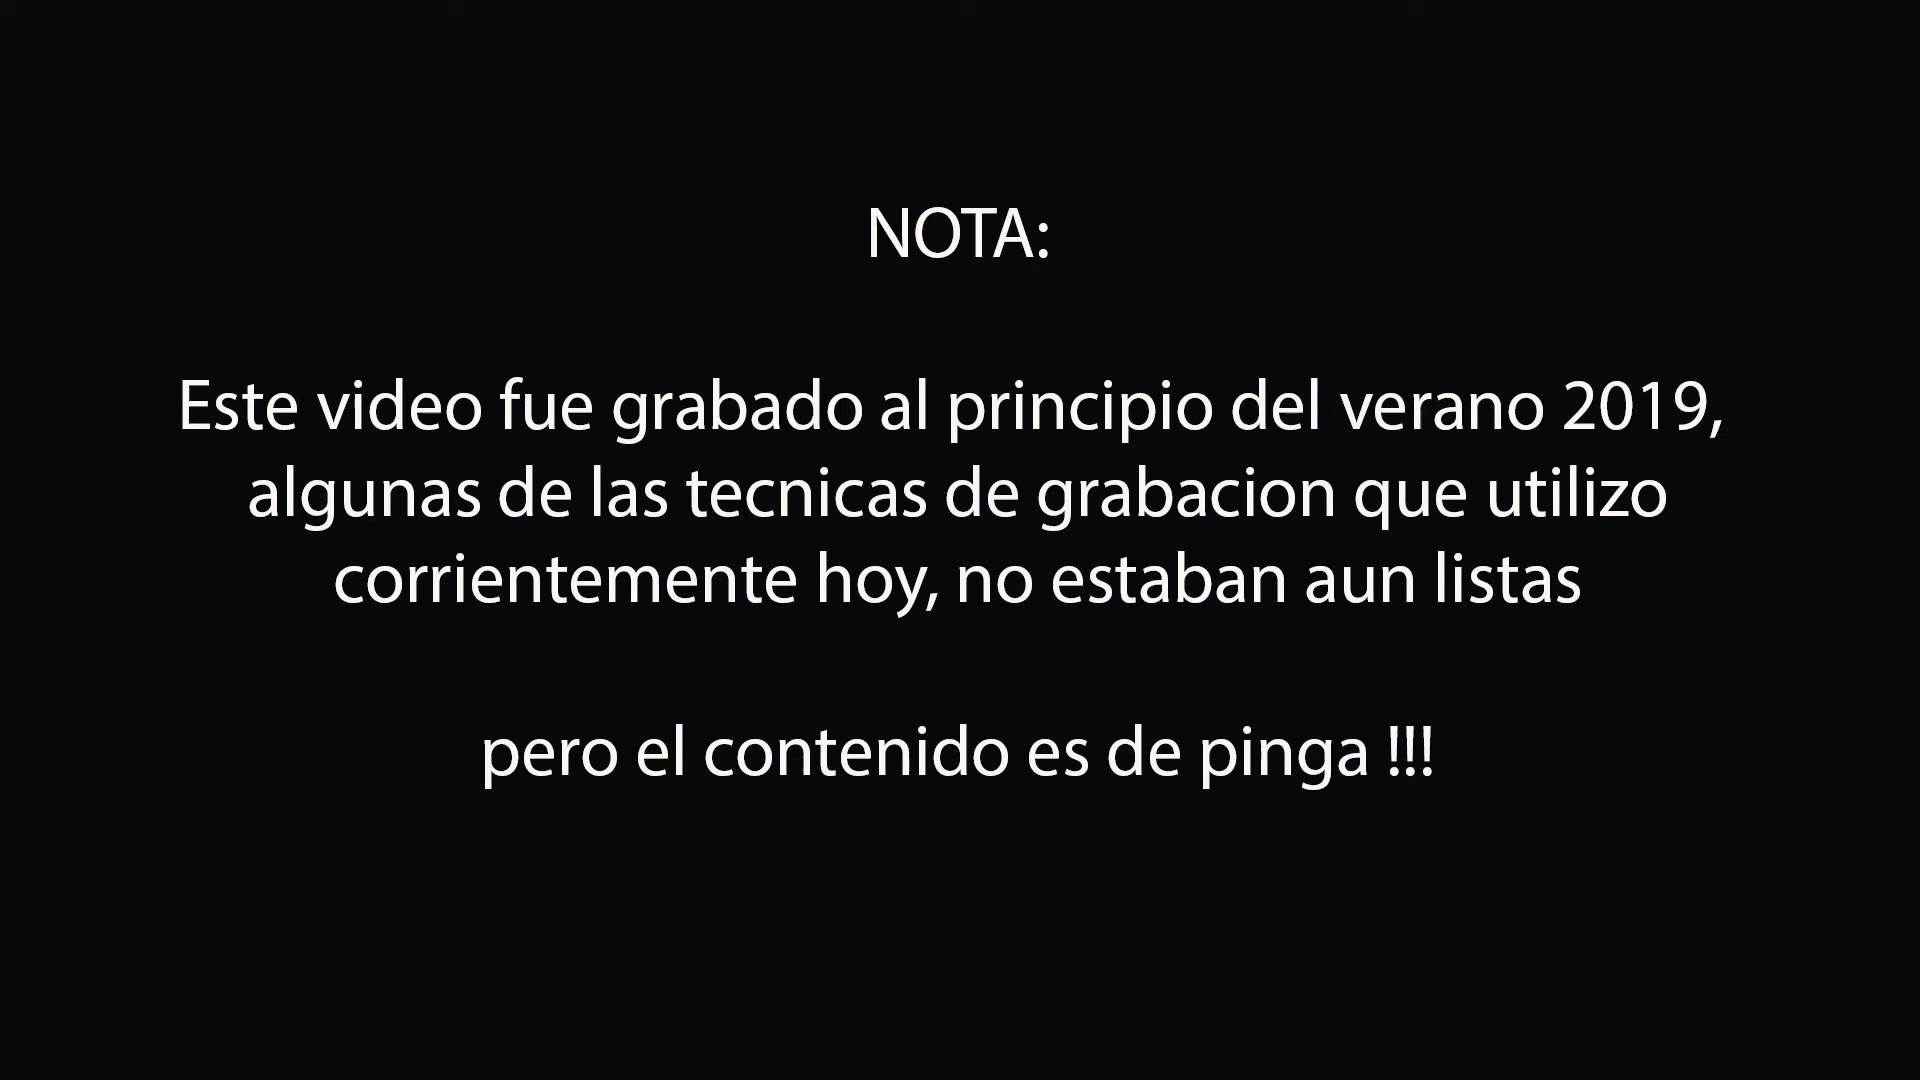 NOTA:
Este video fue grabado al principio del verano 2019,
algunas de las tecnicas de grabacion que utilizo
corrientemente hoy, no estaban aun listas
pero el contenido es de pinga !!!